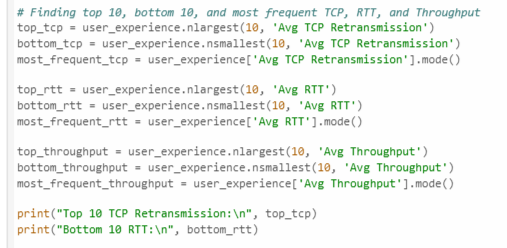 # Finding top 10, bottom 10, and most frequent TCP, RTT, and Throughput
top_tcp = user_experience.nlargest(10, 'Avg TCP Retransmission')
bottom_tcp = user_experience.nsmallest(10, 'Avg TCP Retransmission')
most_frequent_tcp = user_experience['Avg TCP Retransmission'].mode()
top_rtt = user_experience.nlargest(10, 'Avg RTT')
bottom_rtt = user_experience.nsmallest(10, 'Avg RTT')
most_frequent_rtt = user_experience['Avg RTT'].mode()
top_throughput = user_experience.nlargest(10, 'Avg Throughput')
bottom_throughput = user_experience.nsmallest(10, 'Avg Throughput')
most_frequent_throughput = user_experience['Avg Throughput'].mode()
print("Top 10 TCP Retransmission:\n", top_tcp)
print("Bottom 10 RTT:\n", bottom_rtt)